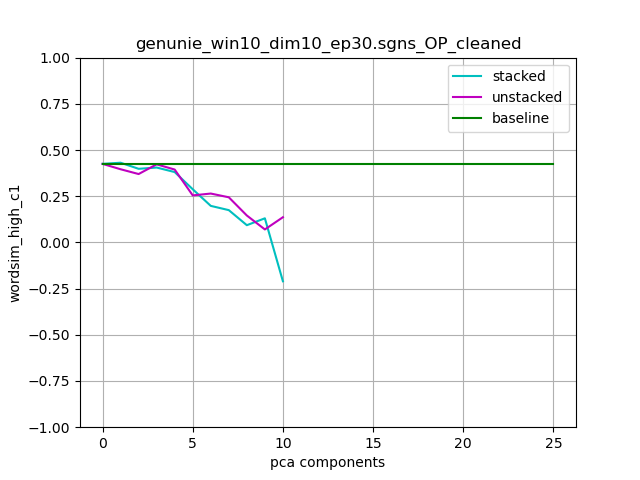 genunie_win10_dim10_ep30.sgns_OP_cleaned
1.00
0.75
0.50
0.25
0.00
−0.25
−0.50
−0.75
−1.00
wordsim_high_c1
stacked
unstacked
baseline
0 5 10 15 20 25
pca components